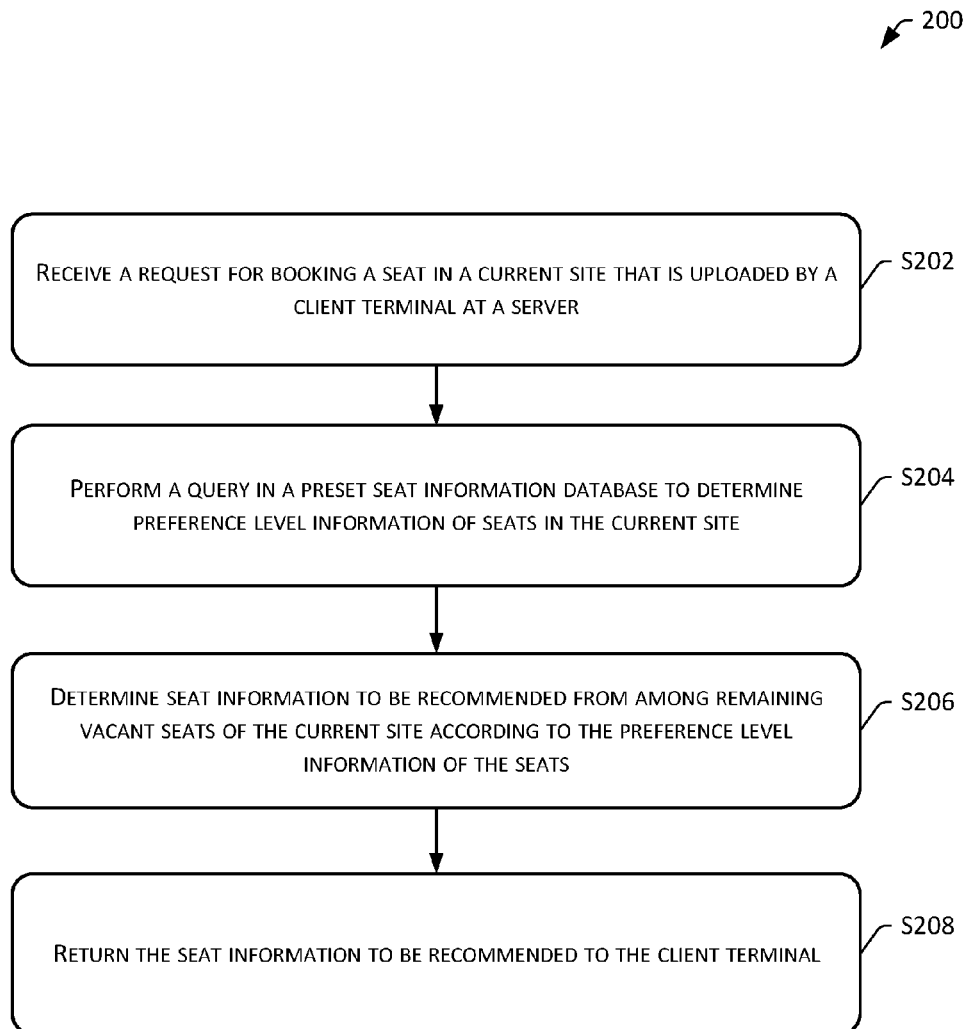 200
RECEIVE A REQUEST FOR BOOKING A SEAT IN A CURRENT SITE THAT IS UPLOADED BY A
CLIENT TERMINAL AT A SERVER
S202
PERFORM A QUERY IN A PRESET SEAT INFORMATION DATABASE TO DETERMINE
PREFERENCE LEVEL INFORMATION OF SEATS IN THE CURRENT SITE
S204
DETERMINE SEAT INFORMATION TO BE RECOMMENDED FROM AMONG REMAINING
VACANT SEATS OF THE CURRENT SITE ACCORDING TO THE PREFERENCE LEVEL
INFORMATION OF THE SEATS
S206
RETURN THE SEAT INFORMATION TO BE RECOMMENDED TO THE CLIENT TERMINAL
S208